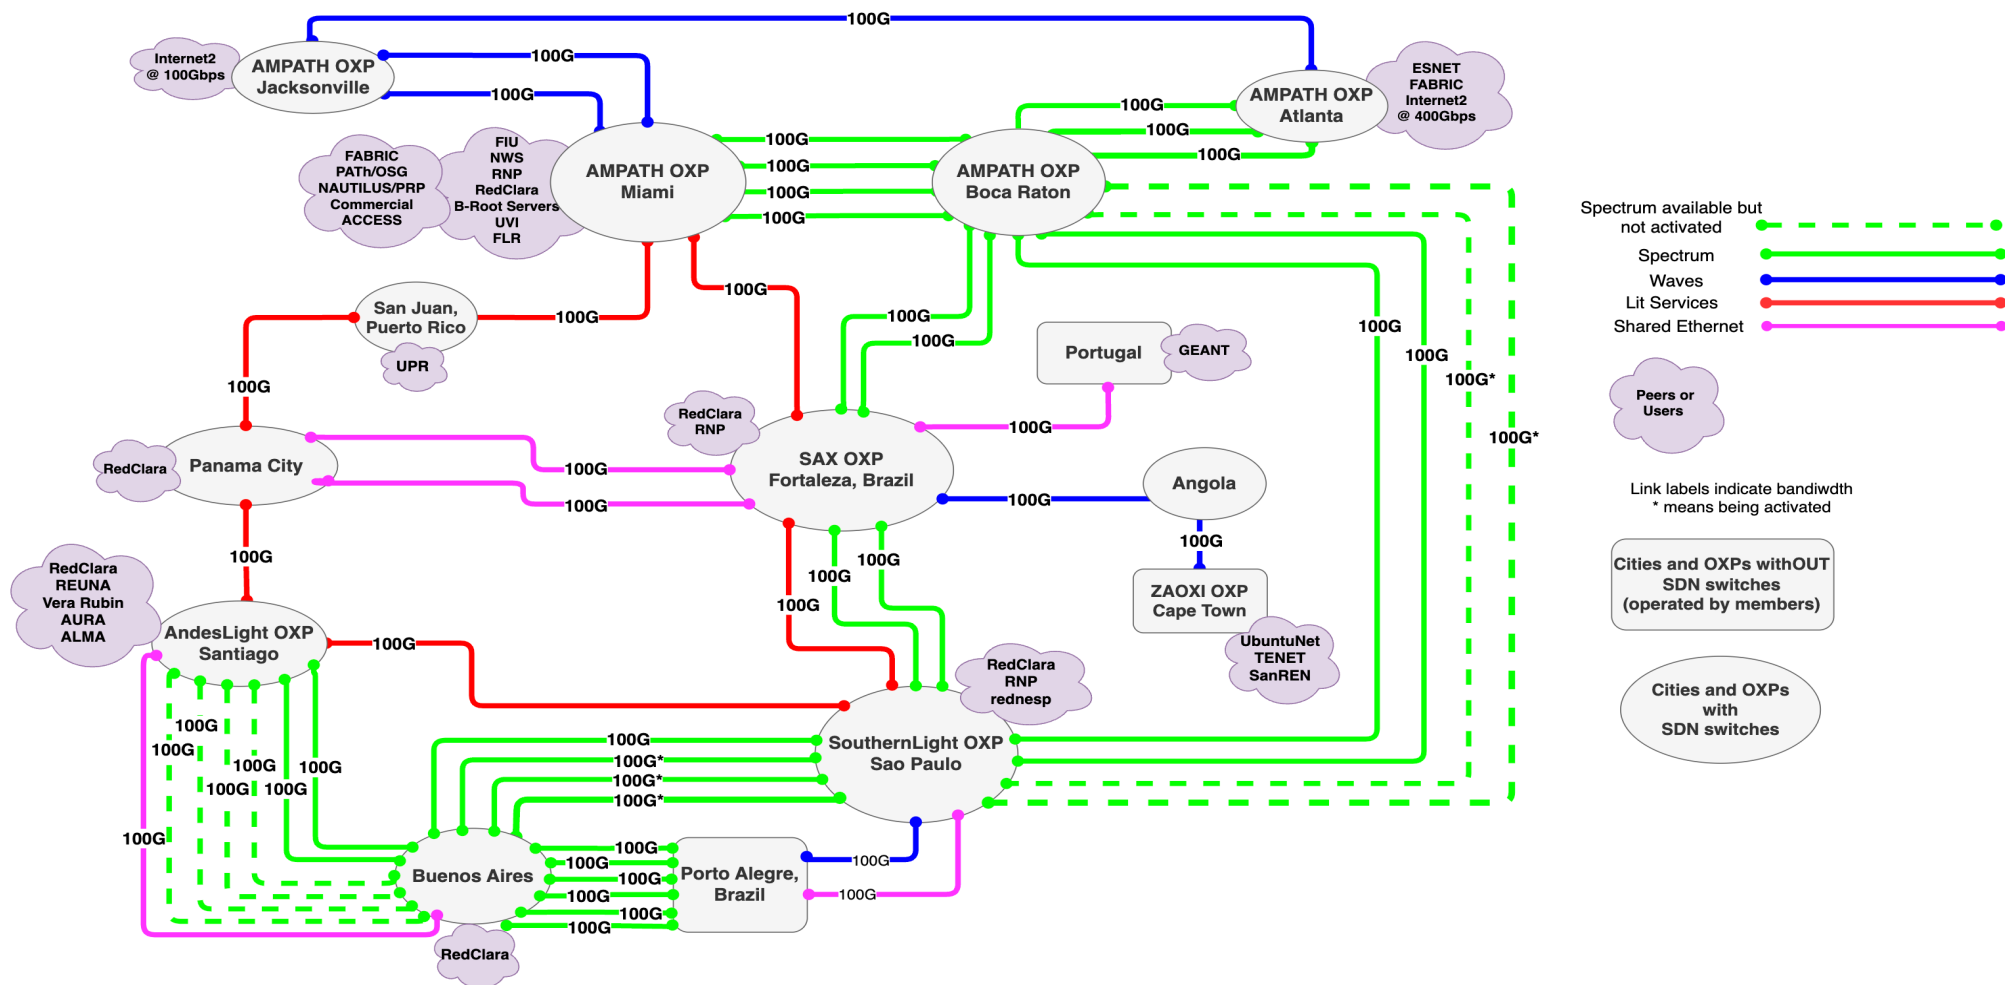 100G
Internet2
@ 100Gbps
AMPATH OXP
Jacksonville
100G
100G
AMPATH OXP
Atlanta
ESNET
FABRIC
Internet2
@ 400Gbps
100G
100G
100G
FABRIC
PATh/OSG
NAUTILUS/PRP
Commercial
ACCESS
FIU
NWS
RNP
RedClara
B-Root Servers
UVI
FLR
AMPATH OXP
Miami
100G
100G
100G
100G
AMPATH OXP
Boca Raton
Spectrum available but
not activated
Spectrum
Waves
Lit Services
Shared Ethernet
San Juan,
Puerto Rico
UPR
100G
100G
100G
100G
100G
100G
100G
100G*
100G*
Portugal
GEANT
100G
Peers or
Users
RedClara
RNP
RedClara
Panama City
100G
100G
SAX OXP
Fortaleza, Brazil
100G
Angola
100G
ZAOXI OXP
Cape Town
UbuntuNet
TENET
SanREN
Link labels indicate bandiwdth
* means being activated
Cities and OXPs withOUT
SDN switches
(operated by members)
Cities and OXPs
with
SDN switches
100G
RedClara
REUNA
Vera Rubin
AURA
ALMA
AndesLight OXP
Santiago
100G
100G
100G
100G
RedClara
RNP
rednesp
SouthernLight OXP
Sao Paulo
100G
100G*
100G*
100G*
100G
100G
100G
100G
100G
100G
100G
Buenos Aires
RedClara
100G
100G
100G
100G
100G
100G
Porto Alegre,
Brazil
100G
100G